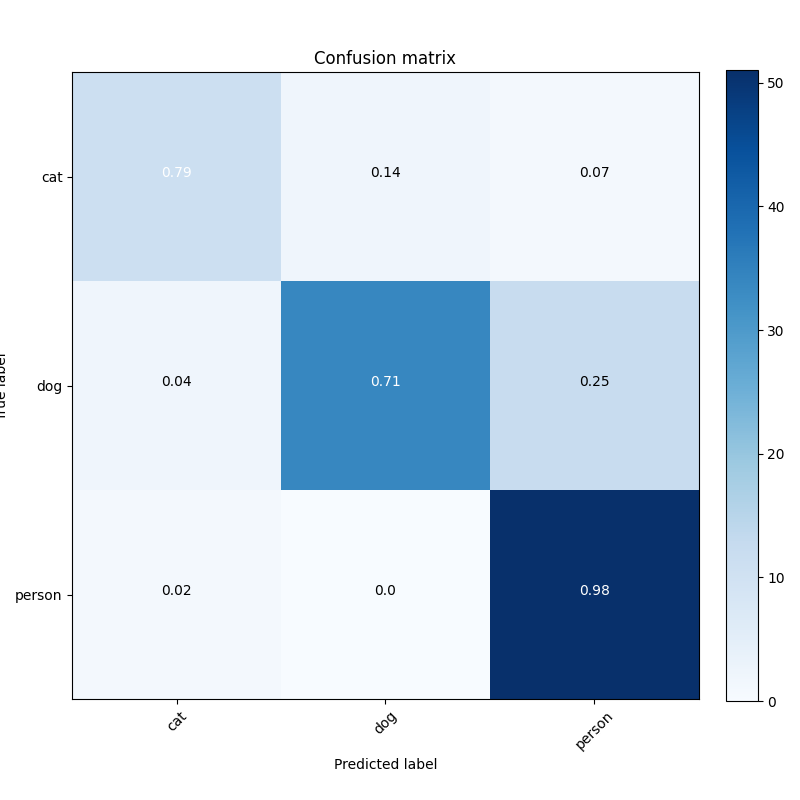 Confusion matrix
cat 0.79 0.14 0.07
dog 0.04 0.71 0.25
person 0.02 0.0 0.98
cat dog person
Predicted label
label
50
40
30
20
10
0